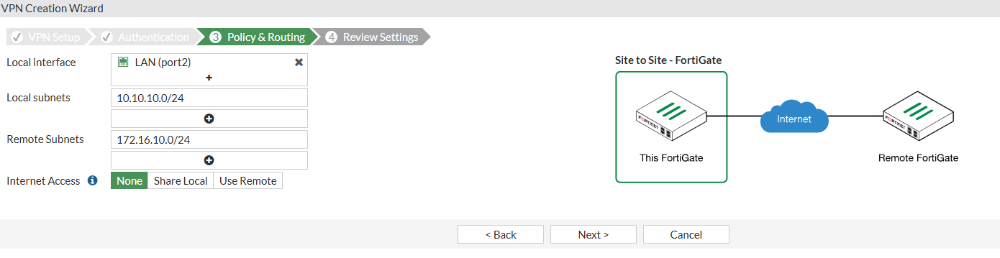 VPN Creation Wizard
VPN Setup
Authentication
3 Policy & Routing
4 Review Settings
Local interface
LAN (port2)
Local subnets
10.10.10.0/24
Remote Subnets
172.16.10.0/24
Internet Access
None
Share Local
Use Remote
Site to Site - FortiGate
FORTINET
Internet
FORTINET
This FortiGate
Remote FortiGate
< Back
Next >
Cancel